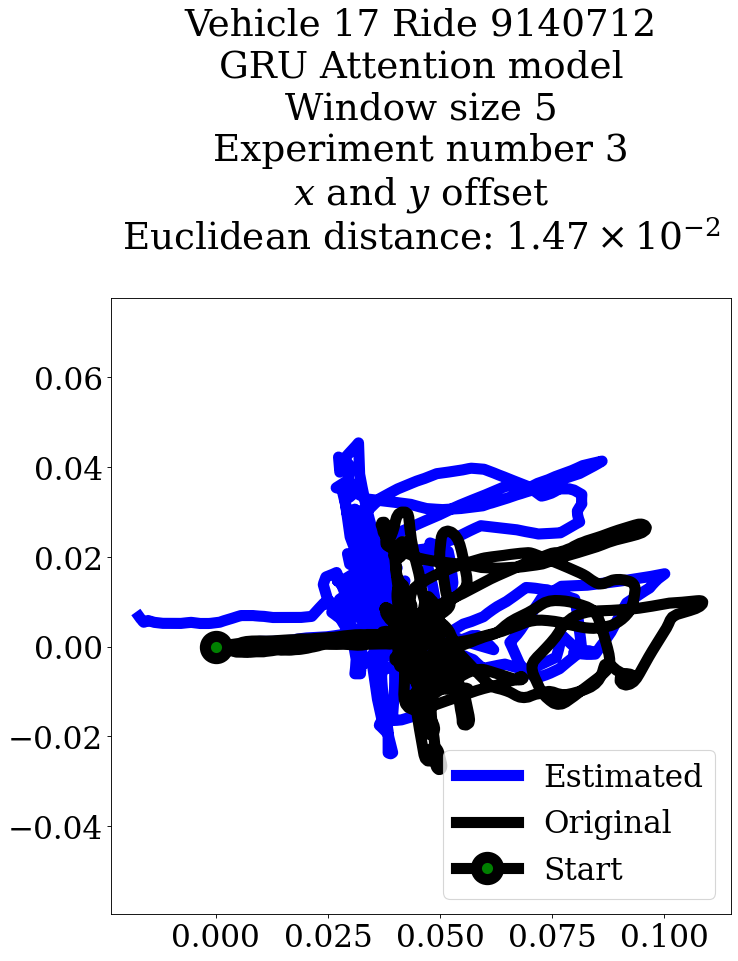 Vehicle 17 Ride 9140712
GRU Attention model
Window size 5
Experiment number 3
x and y offset
Euclidean distance: 1.47 × 10⁻²
0.06
0.04
0.02
0.00
−0.02
−0.04
Estimated
Original
Start
0.000 0.025 0.050 0.075 0.100